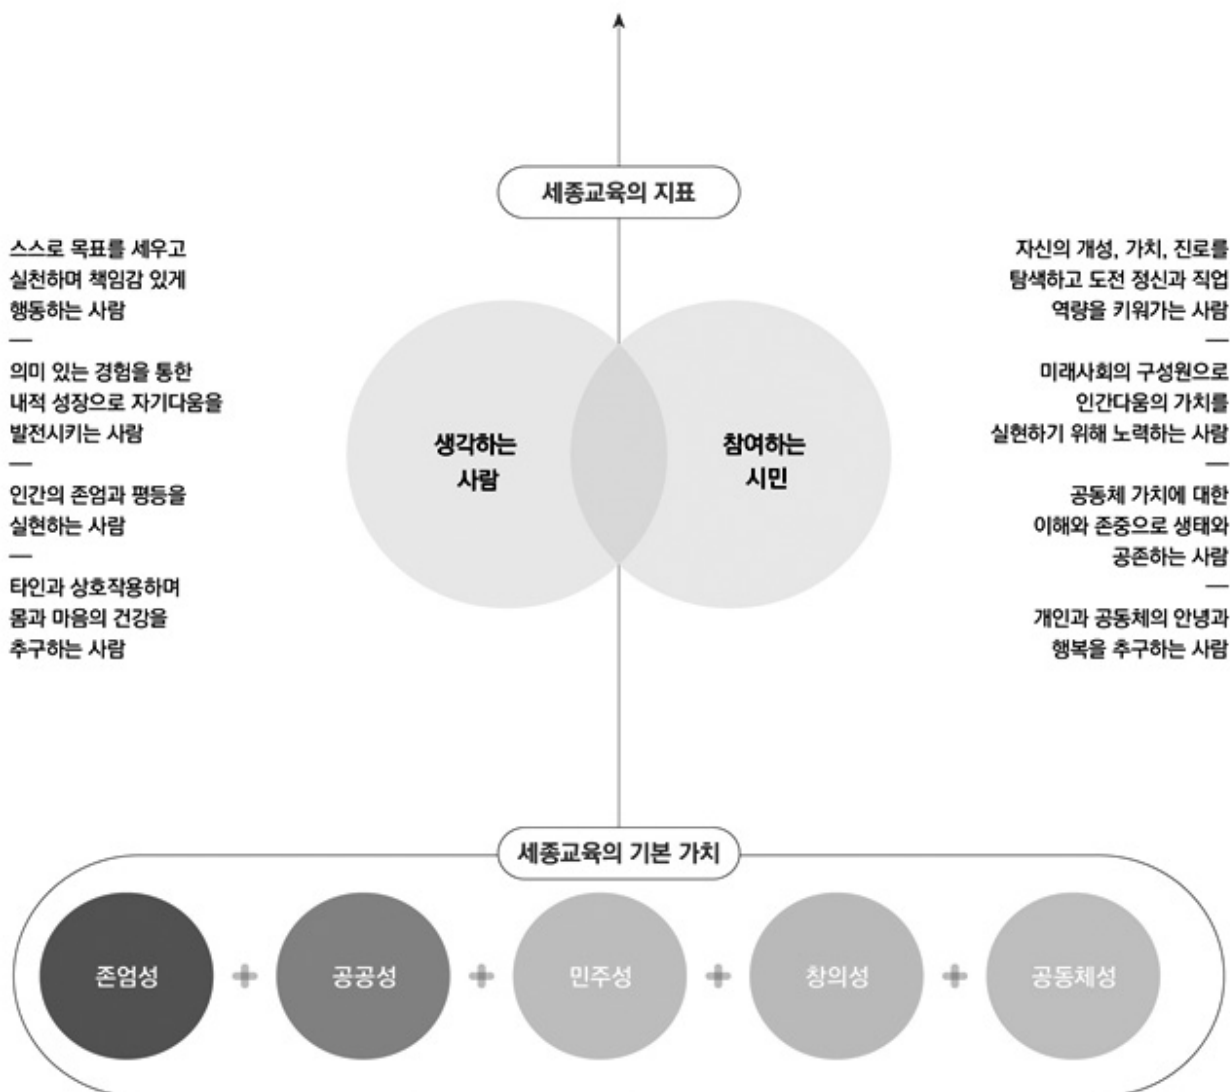 세종교육의 지표
스스로 목표를 세우고
실천하며 책임감 있게
행동하는 사람
—
의미 있는 경험을 통한
내적 성장으로 자기다움을
발전시키는 사람
—
인간의 존엄과 평등을
실현하는 사람
—
타인과 상호작용하며
몸과 마음의 건강을
추구하는 사람
생각하는
사람
참여하는
시민
자신의 개성, 가치, 진로를
탐색하고 도전 정신과 직업
역량을 키워가는 사람
—
미래사회의 구성원으로
인간다움의 가치를
실현하기 위해 노력하는 사람
—
공동체 가치에 대한
이해와 존중으로 생태와
공존하는 사람
—
개인과 공동체의 안녕과
행복을 추구하는 사람
세종교육의 기본 가치
존엄성 + 공공성 + 민주성 + 창의성 + 공동체성